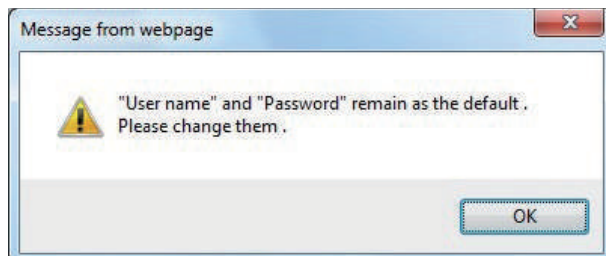 Message from webpage
"User name" and "Password" remain as the default .
Please change them .
OK